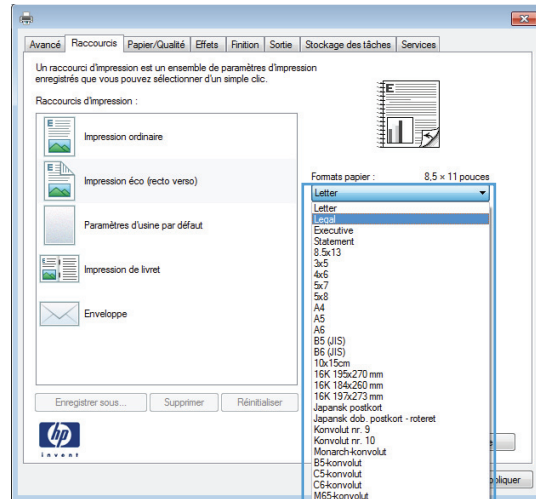 Avancé Raccourcis Papier/Qualité Effets Finition Sortie Stockage des tâches Services
Un raccourci d'impression est un ensemble de paramètres d'impression
enregistrés que vous pouvez sélectionner d'un simple clic.
Raccourcis d'impression :
Impression ordinaire
Impression éco (recto verso)
Paramètres d'usine par défaut
Impression de livret
Enveloppe
Enregistrer sous... Supprimer Réinitialiser
hp
invent
E
Formats papier : 8,5 × 11 pouces
Letter
Letter
Legal
Executive
Statement
8.5x13
3x5
4x6
5x7
5x8
A4
A5
A6
B5 (JIS)
B6 (JIS)
10x15cm
16K 195x270 mm
16K 184x260 mm
16K 197x273 mm
Japansk postkort
Japansk dob. postkort - roteret
Konvolut nr. 9
Konvolut nr. 10
Monarch-konvolut
B5-konvolut
C5-konvolut
C6-konvolut
M65-konvolut